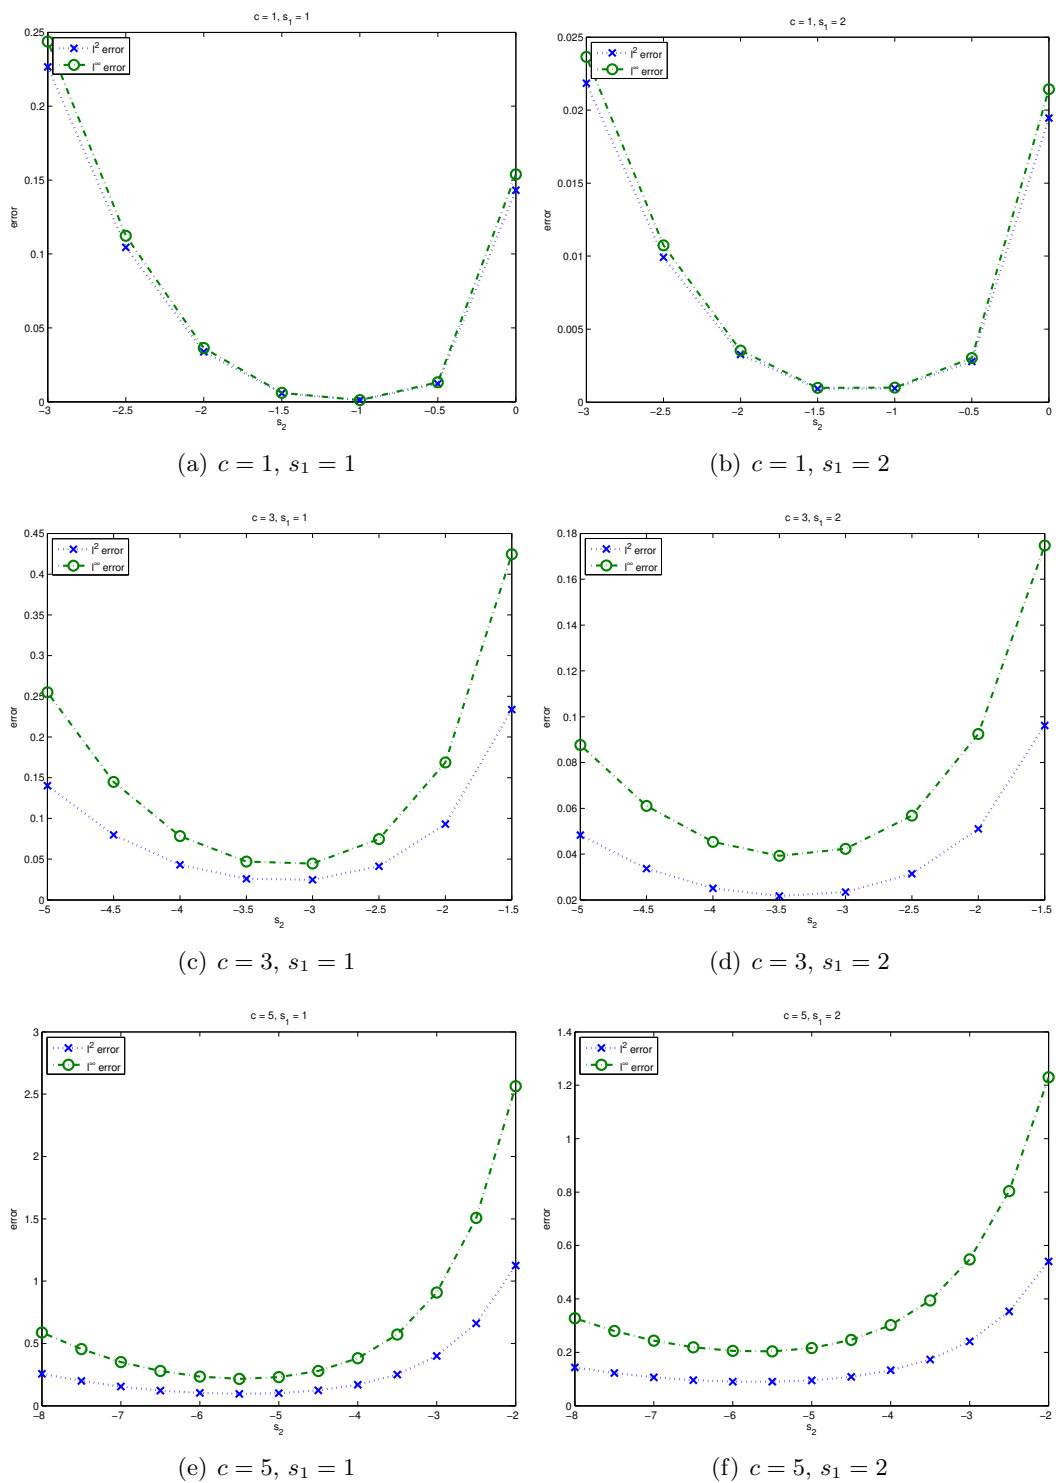 c = 1, s1 = 1
0.25
0.2
0.15
0.1
0.05
0
error
l² error
l∞ error
−3 −2.5 −2 −1.5 −1 −0.5 0
s2
(a) c = 1, s1 = 1
c = 1, s1 = 2
0.025
0.02
0.015
0.01
0.005
0
error
l² error
l∞ error
−3 −2.5 −2 −1.5 −1 −0.5 0
s2
(b) c = 1, s1 = 2
c = 3, s1 = 1
0.45
0.4
0.35
0.3
0.25
0.2
0.15
0.1
0.05
0
error
l² error
l∞ error
−5 −4.5 −4 −3.5 −3 −2.5 −2 −1.5
s2
(c) c = 3, s1 = 1
c = 3, s1 = 2
0.18
0.16
0.14
0.12
0.1
0.08
0.06
0.04
0.02
error
l² error
l∞ error
−5 −4.5 −4 −3.5 −3 −2.5 −2 −1.5
s2
(d) c = 3, s1 = 2
c = 5, s1 = 1
3
2.5
2
1.5
1
0.5
0
error
l² error
l∞ error
−8 −7 −6 −5 −4 −3 −2
s2
(e) c = 5, s1 = 1
c = 5, s1 = 2
1.4
1.2
1
0.8
0.6
0.4
0.2
0
error
l² error
l∞ error
−8 −7 −6 −5 −4 −3 −2
s2
(f) c = 5, s1 = 2